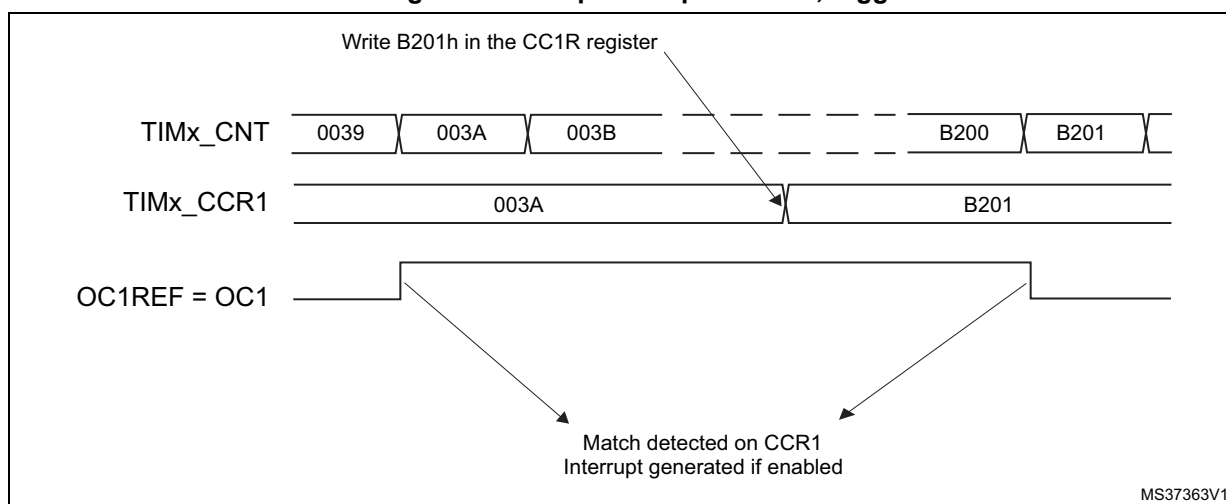 Write B201h in the CC1R register
TIMx_CNT 0039 003A 003B B200 B201
TIMx_CCR1 003A B201
OC1REF = OC1
Match detected on CCR1
Interrupt generated if enabled
MS37363V1